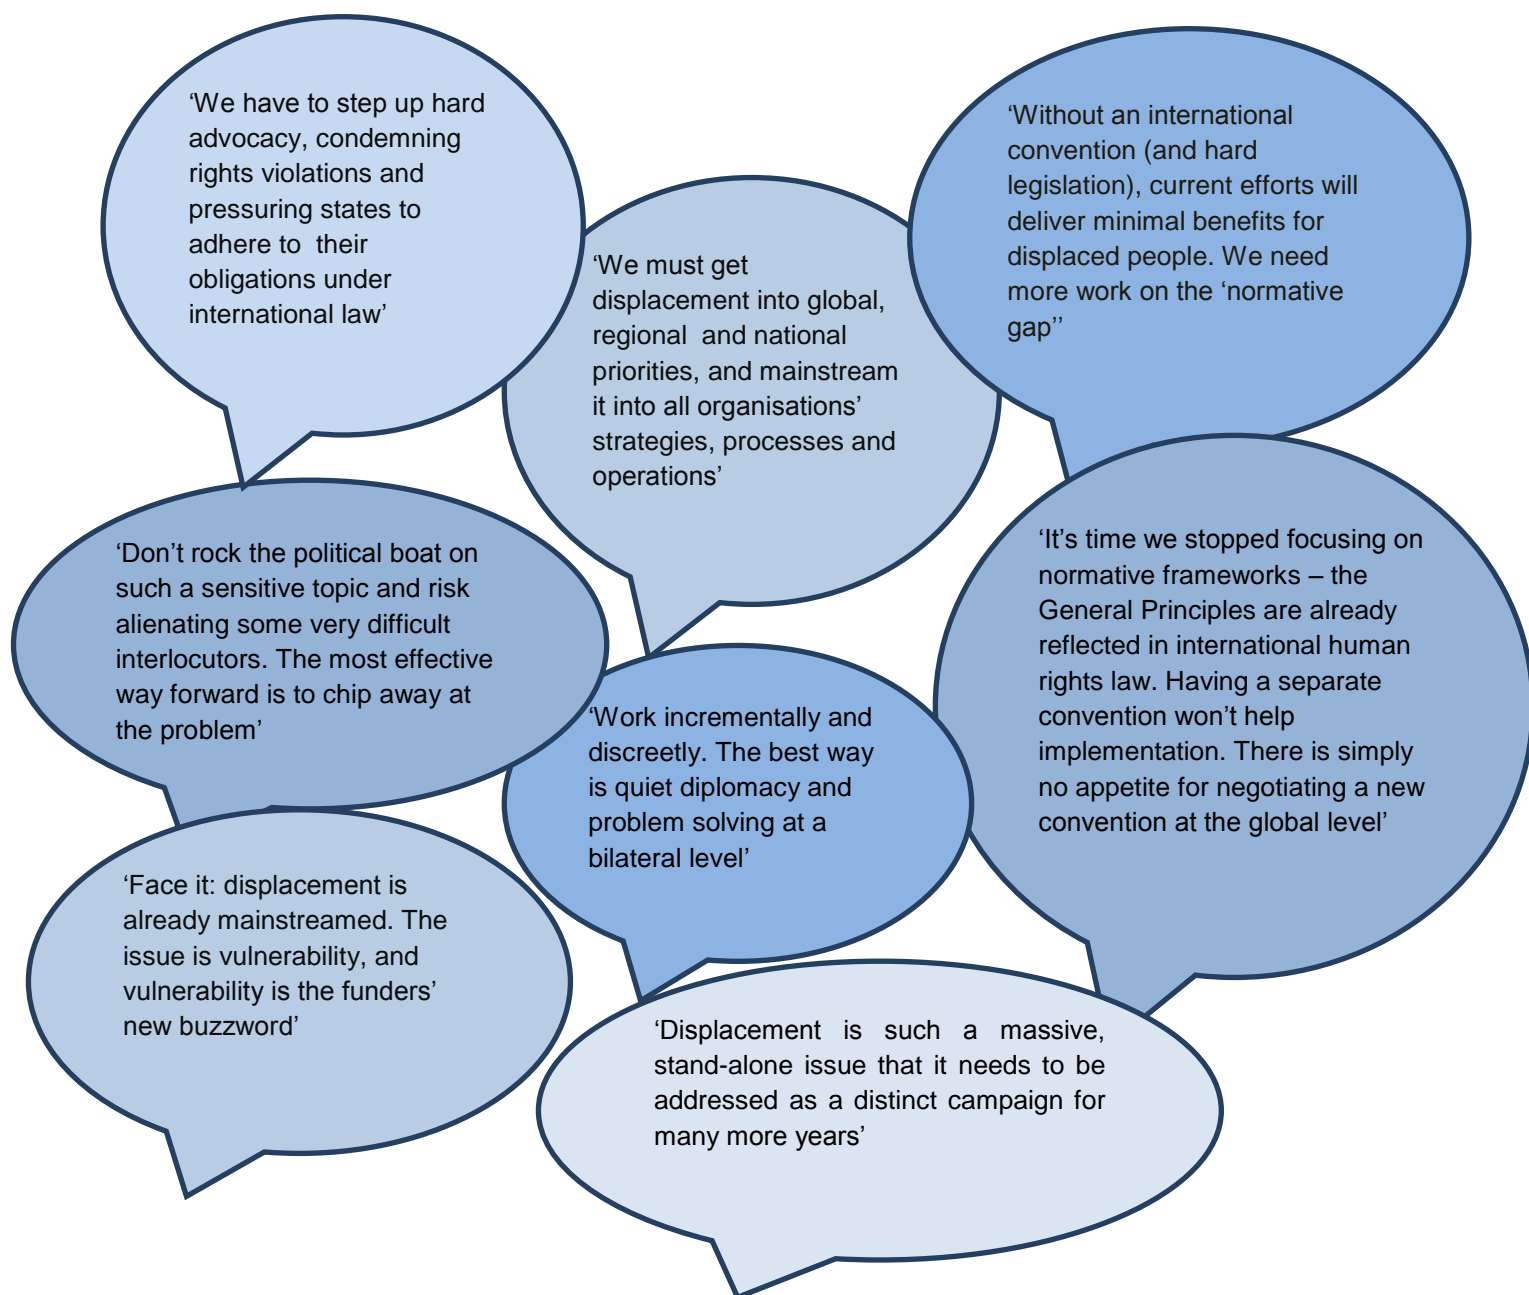 ‘We have to step up hard
advocacy, condemning
rights violations and
pressuring states to
adhere to  their
obligations under
international law’
‘Without an international
convention (and hard
legislation), current efforts will
deliver minimal benefits for
displaced people. We need
more work on the ‘normative
gap’’
‘We must get
displacement into global,
regional  and national
priorities, and mainstream
it into all organisations’
strategies, processes and
operations’
‘Don’t rock the political boat on
such a sensitive topic and risk
alienating some very difficult
interlocutors. The most effective
way forward is to chip away at
the problem’
‘It’s time we stopped focusing on
normative frameworks – the
General Principles are already
reflected in international human
rights law. Having a separate
convention won’t help
implementation. There is simply
no appetite for negotiating a new
convention at the global level’
‘Work incrementally and
discreetly. The best way
is quiet diplomacy and
problem solving at a
bilateral level’
‘Face it: displacement is
already mainstreamed. The
issue is vulnerability, and
vulnerability is the funders’
new buzzword’
‘Displacement is such a massive,
stand-alone issue that it needs to be
addressed as a distinct campaign for
many more years’